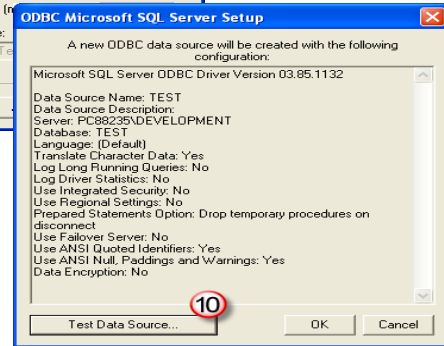 ODBC Microsoft SQL Server Setup
A new ODBC data source will be created with the following
configuration:
Microsoft SQL Server ODBC Driver Version 03.85.1132
Data Source Name: TEST
Data Source Description:
Server: PC88235\DEVELOPMENT
Database: TEST
Language: (Default)
Translate Character Data: Yes
Log Long Running Queries: No
Log Driver Statistics: No
Use Integrated Security: No
Use Regional Settings: No
Prepared Statements Option: Drop temporary procedures on
disconnect
Use Failover Server: No
Use ANSI Quoted Identifiers: Yes
Use ANSI Null, Paddings and Warnings: Yes
Data Encryption: No
10
Test Data Source...
OK
Cancel